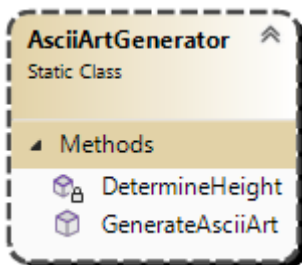 AsciiArtGenerator
Static Class
Methods
DetermineHeight
GenerateAsciiArt